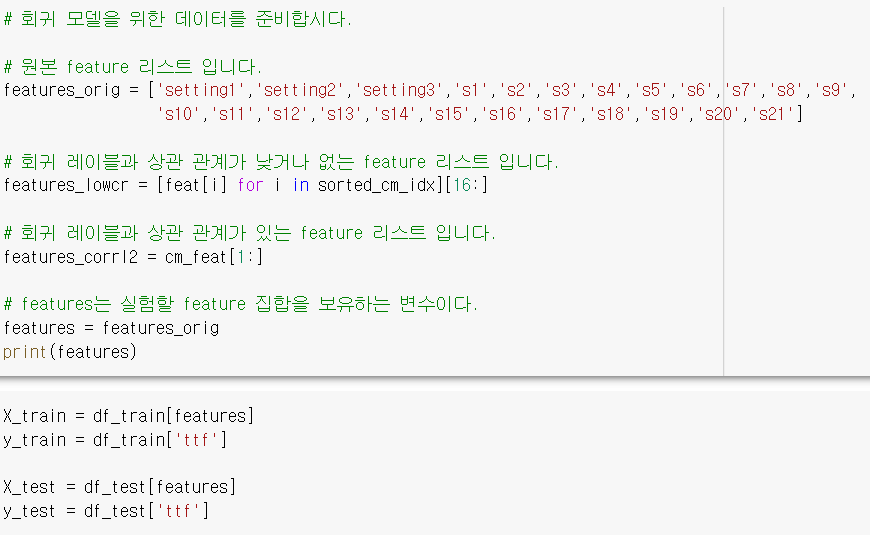 # 회귀 모델을 위한 데이터를 준비합시다.
# 원본 feature 리스트 입니다.
features_orig = ['setting1','setting2','setting3','s1','s2','s3','s4','s5','s6','s7','s8','s9',
's10','s11','s12','s13','s14','s15','s16','s17','s18','s19','s20','s21']
# 회귀 레이블과 상관 관계가 낮거나 없는 feature 리스트 입니다.
features_lowcr = [feat[i] for i in sorted_cm_idx][16:]
# 회귀 레이블과 상관 관계가 있는 feature 리스트 입니다.
features_corrl2 = cm_feat[1:]
# features는 실험할 feature 집합을 보유하는 변수이다.
features = features_orig
print(features)
X_train = df_train[features]
y_train = df_train['ttf']
X_test = df_test[features]
y_test = df_test['ttf']